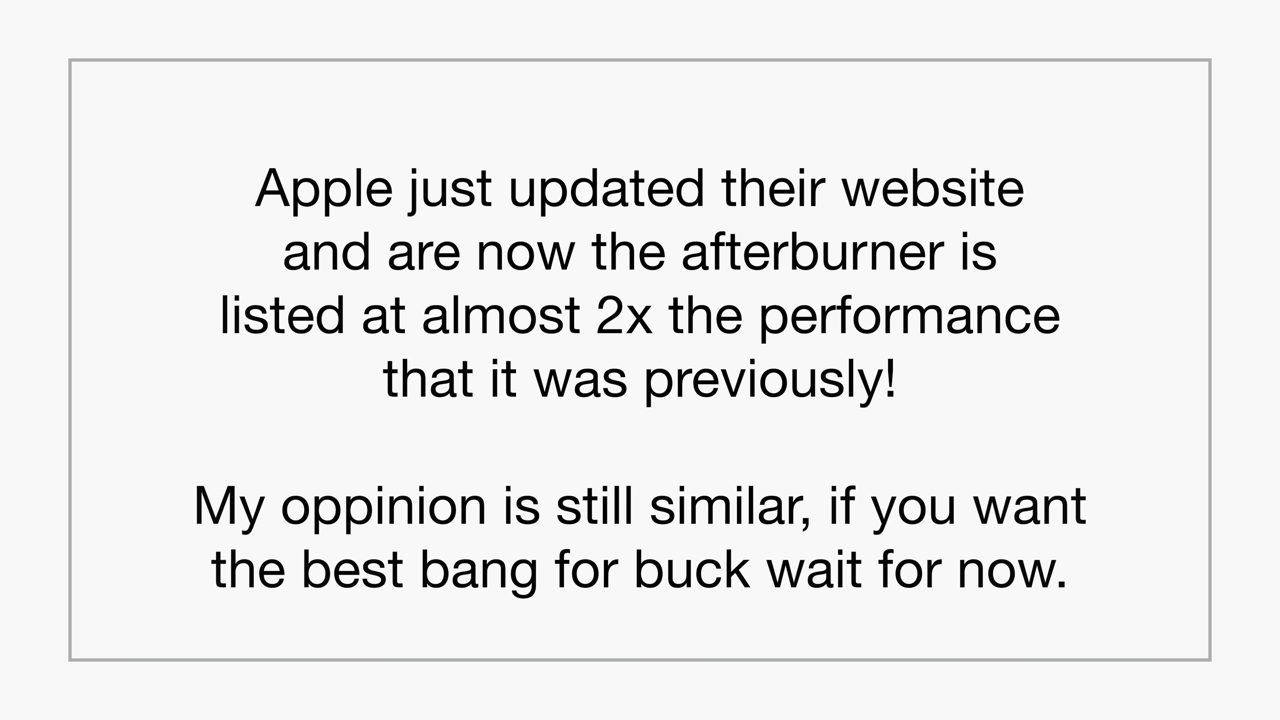 Apple just updated their website
and are now the afterburner is
listed at almost 2x the performance
that it was previously!
My oppinion is still similar, if you want
the best bang for buck wait for now.